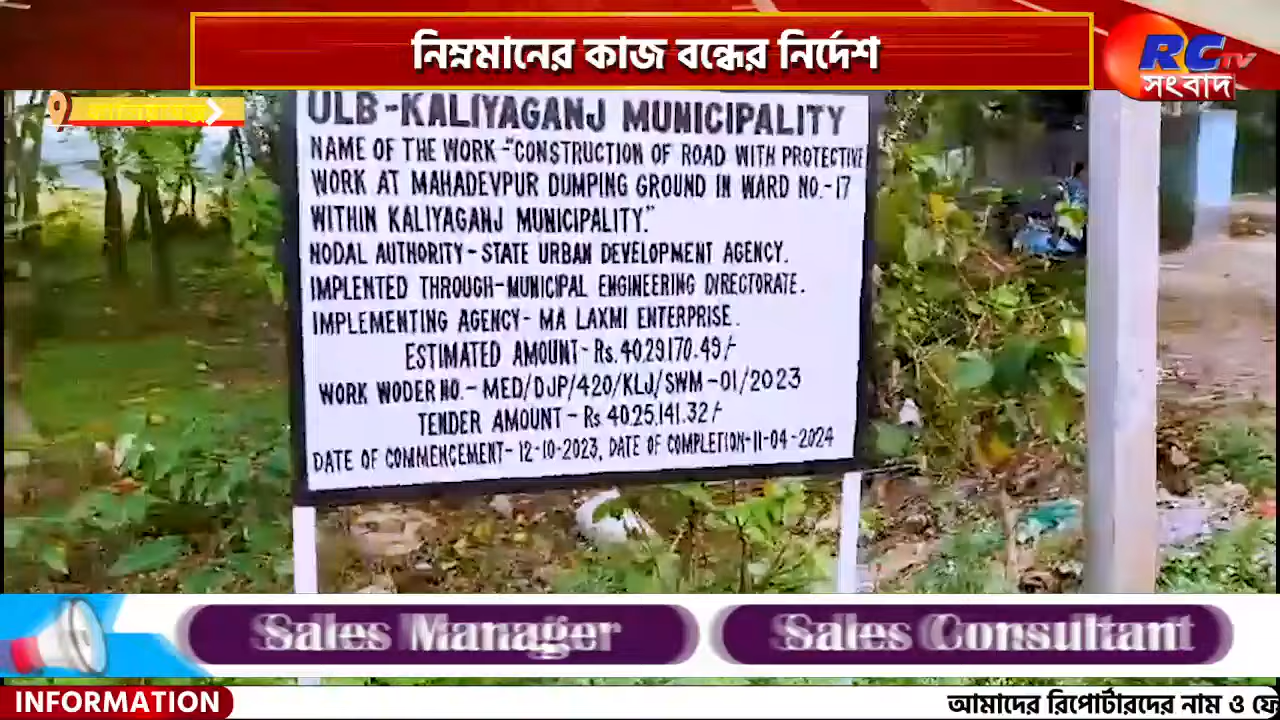 নিম্নমানের কাজ বন্ধের নির্দেশ
RCTV
সংবাদ
ULB-KALIYAGANJ MUNICIPALITY
NAME OF THE WORK-"CONSTRUCTION OF ROAD WITH PROTECTIVE
WORK AT MAHADEVPUR DUMPING GROUND IN WARD NO.-17
WITHIN KALIYAGANJ MUNICIPALITY."
NODAL AUTHORITY-STATE URBAN DEVELOPMENT AGENCY.
IMPLENTED THROUGH-MUNICIPAL ENGINEERING DIRECTORATE.
IMPLEMENTING AGENCY- MA LAXMI ENTERPRISE.
ESTIMATED AMOUNT-Rs.4029170.49/-
WORK WODER NO.-MED/DJP/420/KLJ/SWM-01/2023
TENDER AMOUNT-Rs.4025,141.32/-
DATE OF COMMENCEMENT-12-10-2023, DATE OF COMPLETION-11-04-2024
Sales Manager
Sales Consultant
INFORMATION
আমাদের রিপোর্টারদের নাম ও ফো